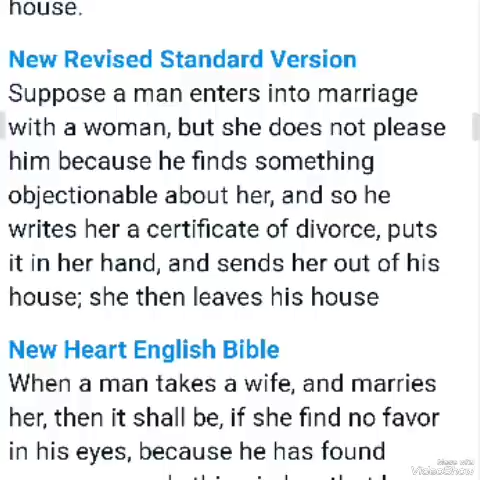 house.
New Revised Standard Version
Suppose a man enters into marriage
with a woman, but she does not please
him because he finds something
objectionable about her, and so he
writes her a certificate of divorce, puts
it in her hand, and sends her out of his
house; she then leaves his house
New Heart English Bible
When a man takes a wife, and marries
her, then it shall be, if she find no favor
in his eyes, because he has found
Made with
VideoShow